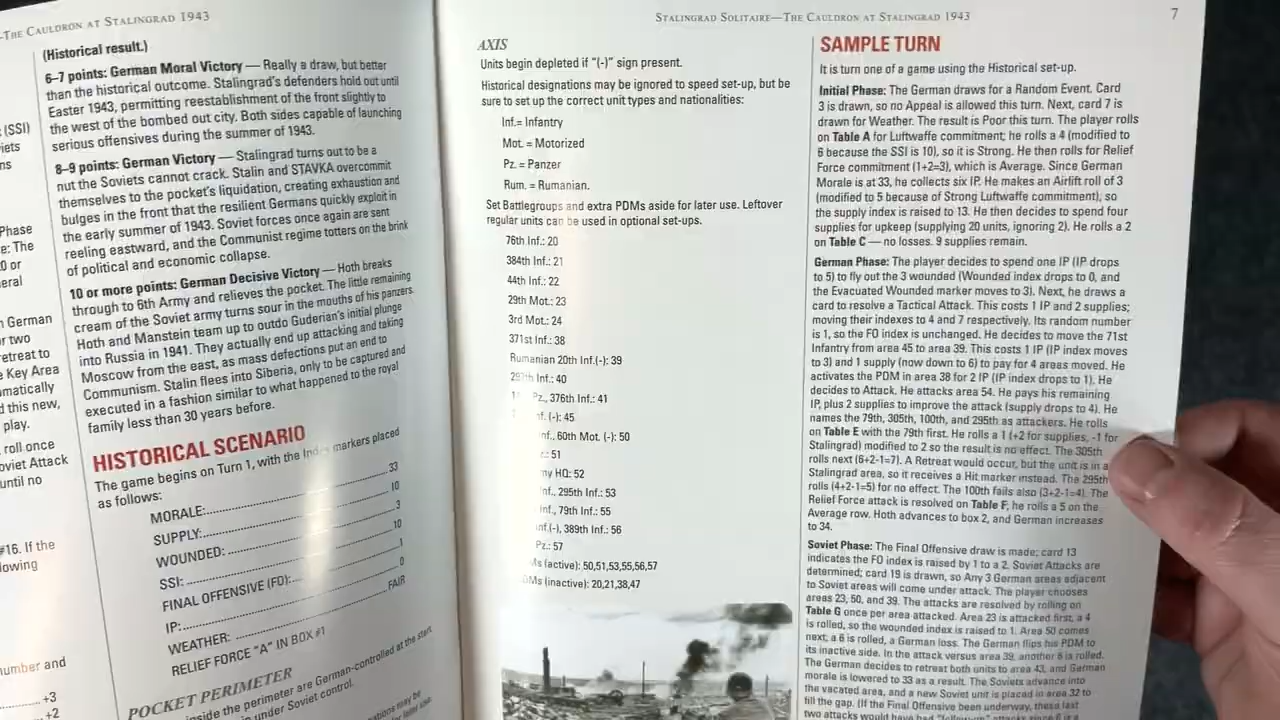 -THE CAULDRON AT STALINGRAD 1943
(SSI)
viets
ns
Phase
e: The
0 or
neral
n German
or two
retreat to
e Key Area
omatically
d this new,
play.
roll once
oviet Attack
until no
#16. If the
llowing
number and
+3
+2
(Historical result.)
6–7 points: German Moral Victory — Really a draw, but better
than the historical outcome. Stalingrad's defenders hold out until
Easter 1943, permitting reestablishment of the front slightly to
the west of the bombed out city. Both sides capable of launching
serious offensives during the summer of 1943.
8–9 points: German Victory — Stalingrad turns out to be a
nut the Soviets cannot crack. Stalin and STAVKA overcommit
themselves to the pocket's liquidation, creating exhaustion and
bulges in the front that the resilient Germans quickly exploit in
the early summer of 1943. Soviet forces once again are sent
reeling eastward, and the Communist regime totters on the brink
of political and economic collapse.
10 or more points: German Decisive Victory — Hoth breaks
through to 6th Army and relieves the pocket. The little remaining
cream of the Soviet army turns sour in the mouths of his panzers.
Hoth and Manstein team up to outdo Guderian's initial plunge
into Russia in 1941. They actually end up attacking and taking
Moscow from the east, as mass defections put an end to
Communism. Stalin flees into Siberia, only to be captured and
executed in a fashion similar to what happened to the royal
family less than 30 years before.
HISTORICAL SCENARIO
The game begins on Turn 1, with the Index markers placed
as follows:
MORALE: 33
SUPPLY: 10
WOUNDED: 3
SSI: 10
FINAL OFFENSIVE (FO): 1
IP: 0
WEATHER: FAIR
RELIEF FORCE "A" IN BOX #1
POCKET PERIMETER
inside the perimeter are German-controlled at the start
under Soviet control.
STALINGRAD SOLITAIRE—THE CAULDRON AT STALINGRAD 1943
7
AXIS
Units begin depleted if "(-)" sign present.
Historical designations may be ignored to speed set-up, but be
sure to set up the correct unit types and nationalities:
Inf.= Infantry
Mot. = Motorized
Pz. = Panzer
Rum. = Rumanian.
Set Battlegroups and extra PDMs aside for later use. Leftover
regular units can be used in optional set-ups.
76th Inf.: 20
384th Inf.: 21
44th Inf.: 22
29th Mot.: 23
3rd Mot.: 24
371st Inf.: 38
Rumanian 20th Inf.(-): 39
297th Inf.: 40
Pz., 376th Inf.: 41
nf. (-): 45
nf., 60th Mot. (-): 50
: 51
my HQ: 52
nf., 295th Inf.: 53
Inf., 79th Inf.: 55
Inf.(-), 389th Inf.: 56
Pz.: 57
Ms (active): 50,51,53,55,56,57
DMs (inactive): 20,21,38,47
SAMPLE TURN
It is turn one of a game using the Historical set-up.
Initial Phase: The German draws for a Random Event. Card
3 is drawn, so no Appeal is allowed this turn. Next, card 7 is
drawn for Weather. The result is Poor this turn. The player rolls
on Table A for Luftwaffe commitment; he rolls a 4 (modified to
6 because the SSI is 10), so it is Strong. He then rolls for Relief
Force commitment (1+2=3), which is Average. Since German
Morale is at 33, he collects six IP. He makes an Airlift roll of 3
(modified to 5 because of Strong Luftwaffe commitment), so
the supply index is raised to 13. He then decides to spend four
supplies for upkeep (supplying 20 units, ignoring 2). He rolls a 2
on Table C — no losses. 9 supplies remain.
German Phase: The player decides to spend one IP (IP drops
to 5) to fly out the 3 wounded (Wounded index drops to 0, and
the Evacuated Wounded marker moves to 3). Next, he draws a
card to resolve a Tactical Attack. This costs 1 IP and 2 supplies;
moving their indexes to 4 and 7 respectively. Its random number
is 1, so the FO index is unchanged. He decides to move the 71st
Infantry from area 45 to area 39. This costs 1 IP (IP index moves
to 3) and 1 supply (now down to 6) to pay for 4 areas moved. He
activates the PDM in area 38 for 2 IP (IP index drops to 1). He
decides to Attack. He attacks area 54. He pays his remaining
IP, plus 2 supplies to improve the attack (supply drops to 4). He
names the 79th, 305th, 100th, and 295th as attackers. He rolls
on Table E with the 79th first. He rolls a 1 (+2 for supplies, -1 for
Stalingrad) modified to 2 so the result is no effect. The 305th
rolls next (6+2-1=7). A Retreat would occur, but the unit is in a
Stalingrad area, so it receives a Hit marker instead. The 295th
rolls (4+2-1=5) for no effect. The 100th fails also (3+2-1=4). The
Relief Force attack is resolved on Table F; he rolls a 5 on the
Average row. Hoth advances to box 2, and German increases
to 34.
Soviet Phase: The Final Offensive draw is made; card 13
indicates the FO index is raised by 1 to a 2. Soviet Attacks are
determined; card 19 is drawn, so Any 3 German areas adjacent
to Soviet areas will come under attack. The player chooses
areas 23, 50, and 39. The attacks are resolved by rolling on
Table G once per area attacked. Area 23 is attacked first, a 4
is rolled, so the wounded index is raised to 1. Area 50 comes
next; a 6 is rolled, a German loss. The German flips his PDM to
its inactive side. In the attack versus area 39, another 6 is rolled.
The German decides to retreat both units to area 43, and German
morale is lowered to 33 as a result. The Soviets advance into
the vacated area, and a new Soviet unit is placed in area 32 to
fill the gap. (If the Final Offensive been underway, these last
two attacks would have had "follow-up" attacks since 6 is a